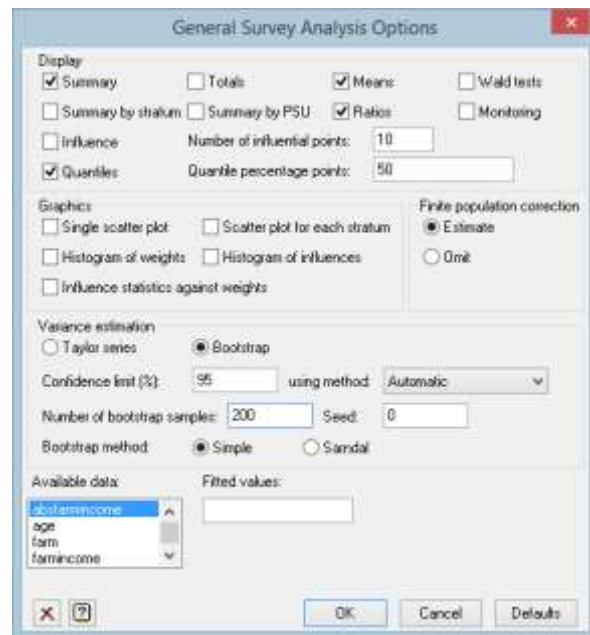 General Survey Analysis Options
Display
Summary Totals Means Wald tests
Summary by stratum Summary by PSU Ratios Monitoring
Influence Number of influential points: 10
Quantiles Quantile percentage points: 50
Graphics Finite population correction
Single scatter plot Scatter plot for each stratum Estimate
Histogram of weights Histogram of influences Omit
Influence statistics against weights
Variance estimation
Taylor series Bootstrap
Confidence limit (%): 95 using method: Automatic
Number of bootstrap samples: 200 Seed: 0
Bootstrap method: Simple Sarndal
Available data: Fitted values:
absfarmincome
age
farm
farmincome
OK Cancel Defaults